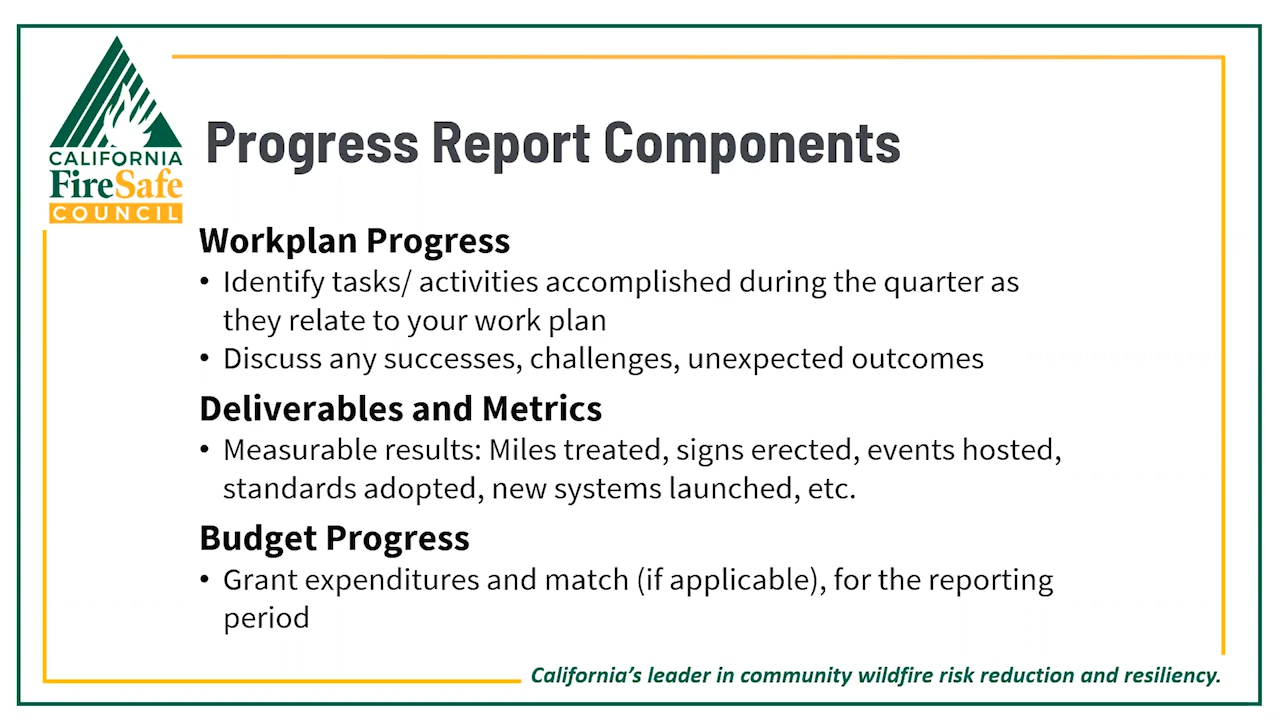 CALIFORNIA
FireSafe
COUNCIL
Progress Report Components
Workplan Progress
• Identify tasks/ activities accomplished during the quarter as
they relate to your work plan
• Discuss any successes, challenges, unexpected outcomes
Deliverables and Metrics
• Measurable results: Miles treated, signs erected, events hosted,
standards adopted, new systems launched, etc.
Budget Progress
• Grant expenditures and match (if applicable), for the reporting
period
California’s leader in community wildfire risk reduction and resiliency.